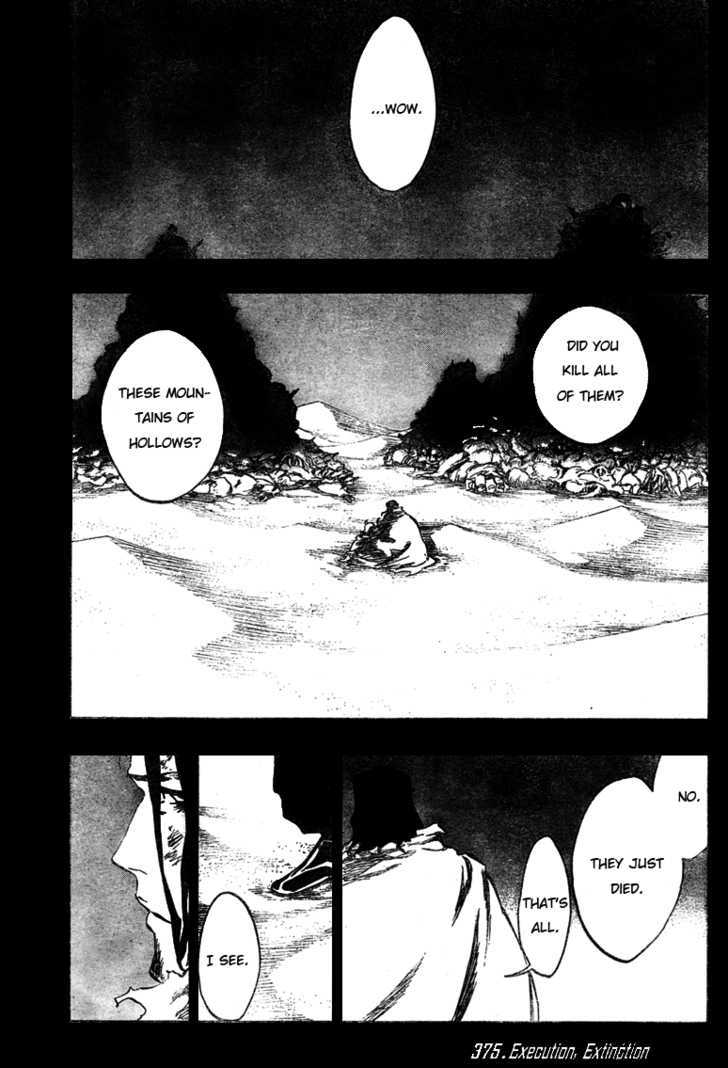 ...WOW.
DID YOU
KILL ALL
OF THEM?
THESE MOUN-
TAINS OF
HOLLOWS?
NO.
THEY JUST
DIED.
THAT'S
ALL.
I SEE.
375. Execution, Extinction